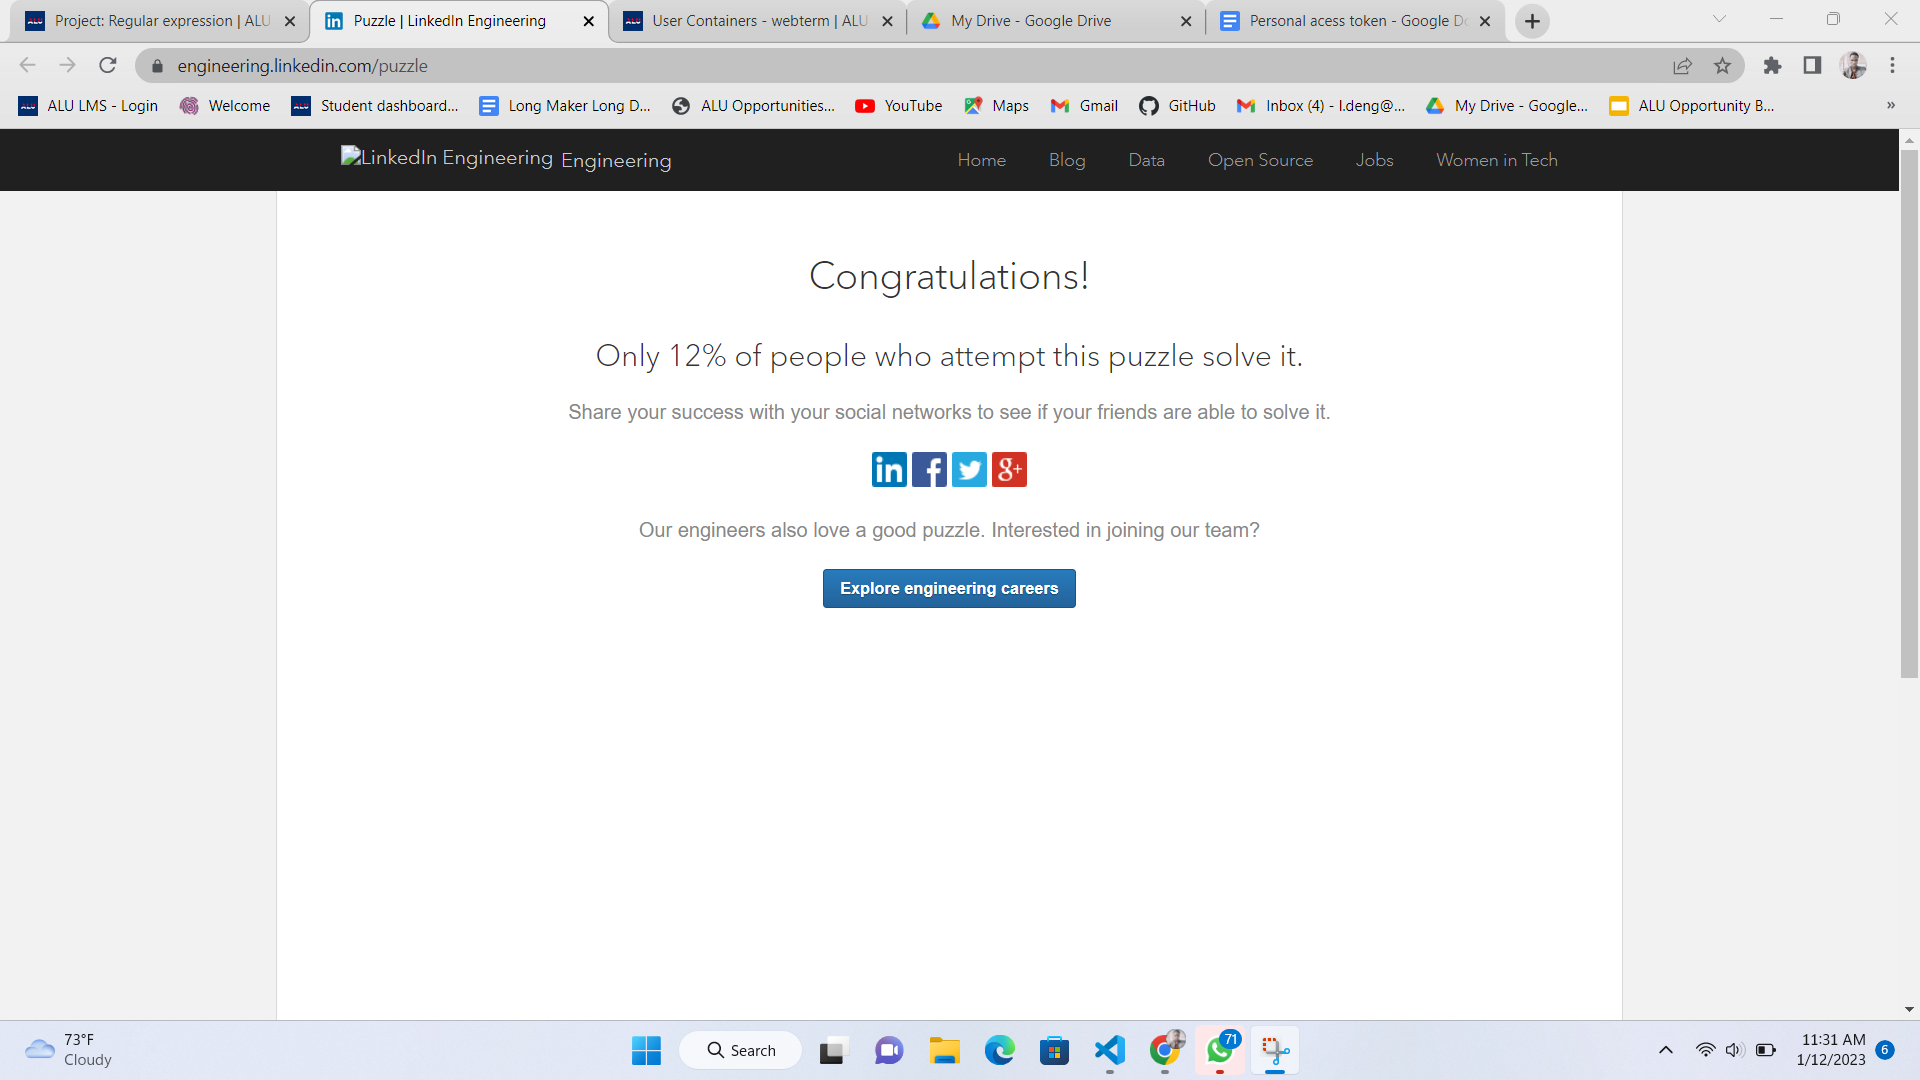 Project: Regular expression | ALU
Puzzle | LinkedIn Engineering
User Containers - webterm | ALU
My Drive - Google Drive
Personal acess token - Google Do
engineering.linkedin.com/puzzle
ALU LMS - Login
Welcome
Student dashboard...
Long Maker Long D...
ALU Opportunities...
YouTube
Maps
Gmail
GitHub
Inbox (4) - l.deng@...
My Drive - Google...
ALU Opportunity B...
»
LinkedIn Engineering Engineering
Home
Blog
Data
Open Source
Jobs
Women in Tech
Congratulations!
Only 12% of people who attempt this puzzle solve it.
Share your success with your social networks to see if your friends are able to solve it.
in f g+
Our engineers also love a good puzzle. Interested in joining our team?
Explore engineering careers
73°F
Cloudy
Search
71
11:31 AM
1/12/2023
6